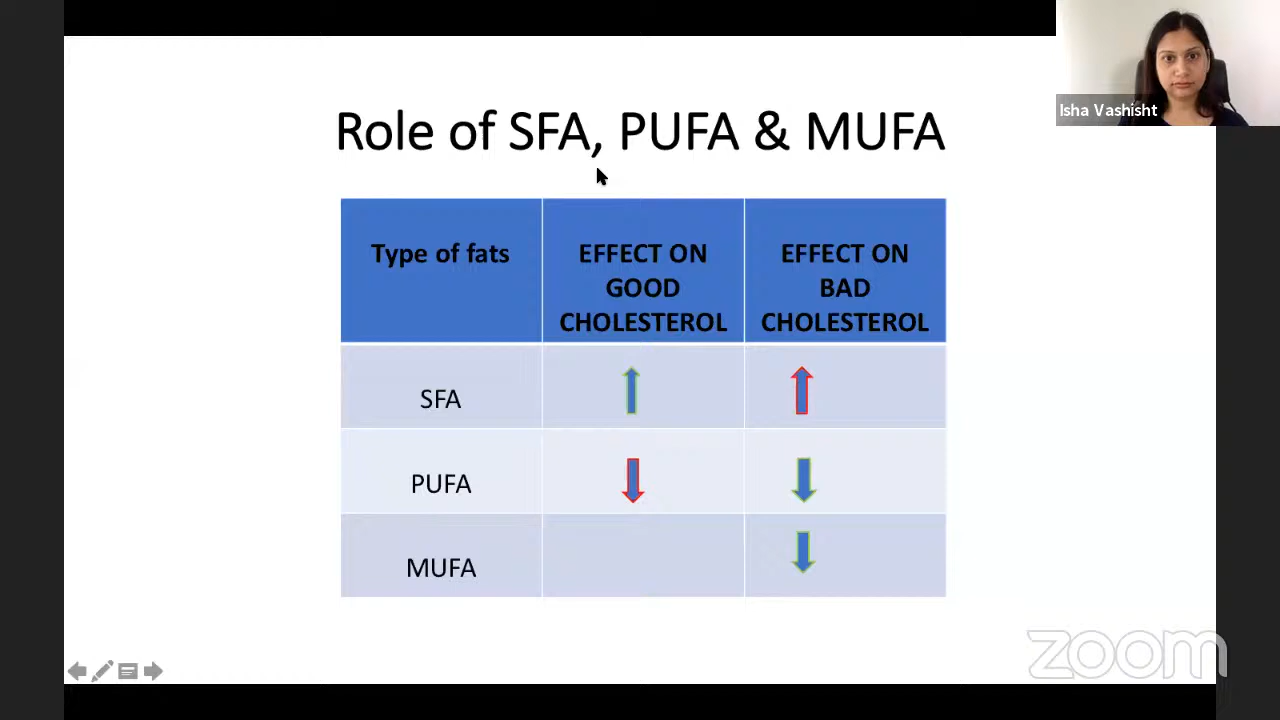 Isha Vashisht
Role of SFA, PUFA & MUFA
Type of fats
EFFECT ON
GOOD
CHOLESTEROL
EFFECT ON
BAD
CHOLESTEROL
SFA
PUFA
MUFA
zoom